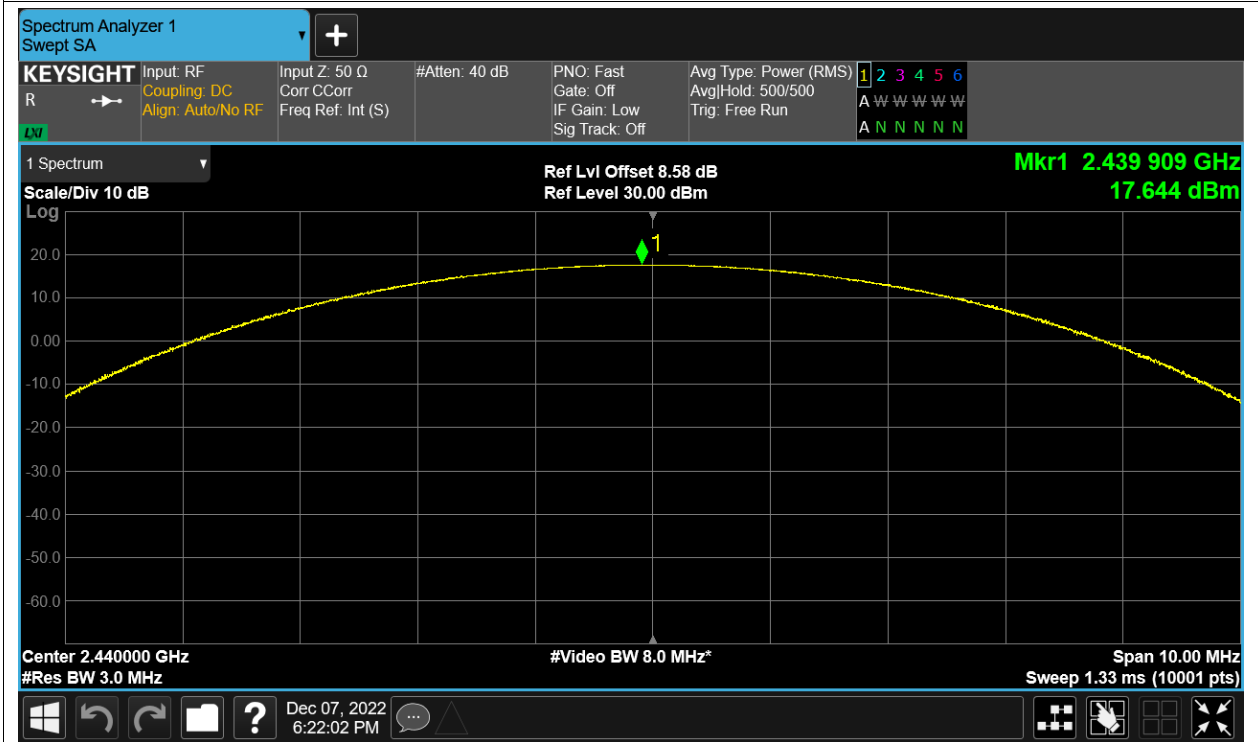 Spectrum Analyzer 1
Swept SA
+
KEYSIGHT
R
LXI
Input: RF
Coupling: DC
Align: Auto/No RF
Input Z: 50 Ω
Corr CCorr
Freq Ref: Int (S)
#Atten: 40 dB
PNO: Fast
Gate: Off
IF Gain: Low
Sig Track: Off
Avg Type: Power (RMS)
Avg|Hold: 500/500
Trig: Free Run
1 2 3 4 5 6
A W W W W W
A N N N N N
1 Spectrum
Scale/Div 10 dB
Log
Ref Lvl Offset 8.58 dB
Ref Level 30.00 dBm
Mkr1 2.439 909 GHz
17.644 dBm
1
20.0
10.0
0.00
-10.0
-20.0
-30.0
-40.0
-50.0
-60.0
Center 2.440000 GHz
#Res BW 3.0 MHz
#Video BW 8.0 MHz*
Span 10.00 MHz
Sweep 1.33 ms (10001 pts)
?
Dec 07, 2022
6:22:02 PM